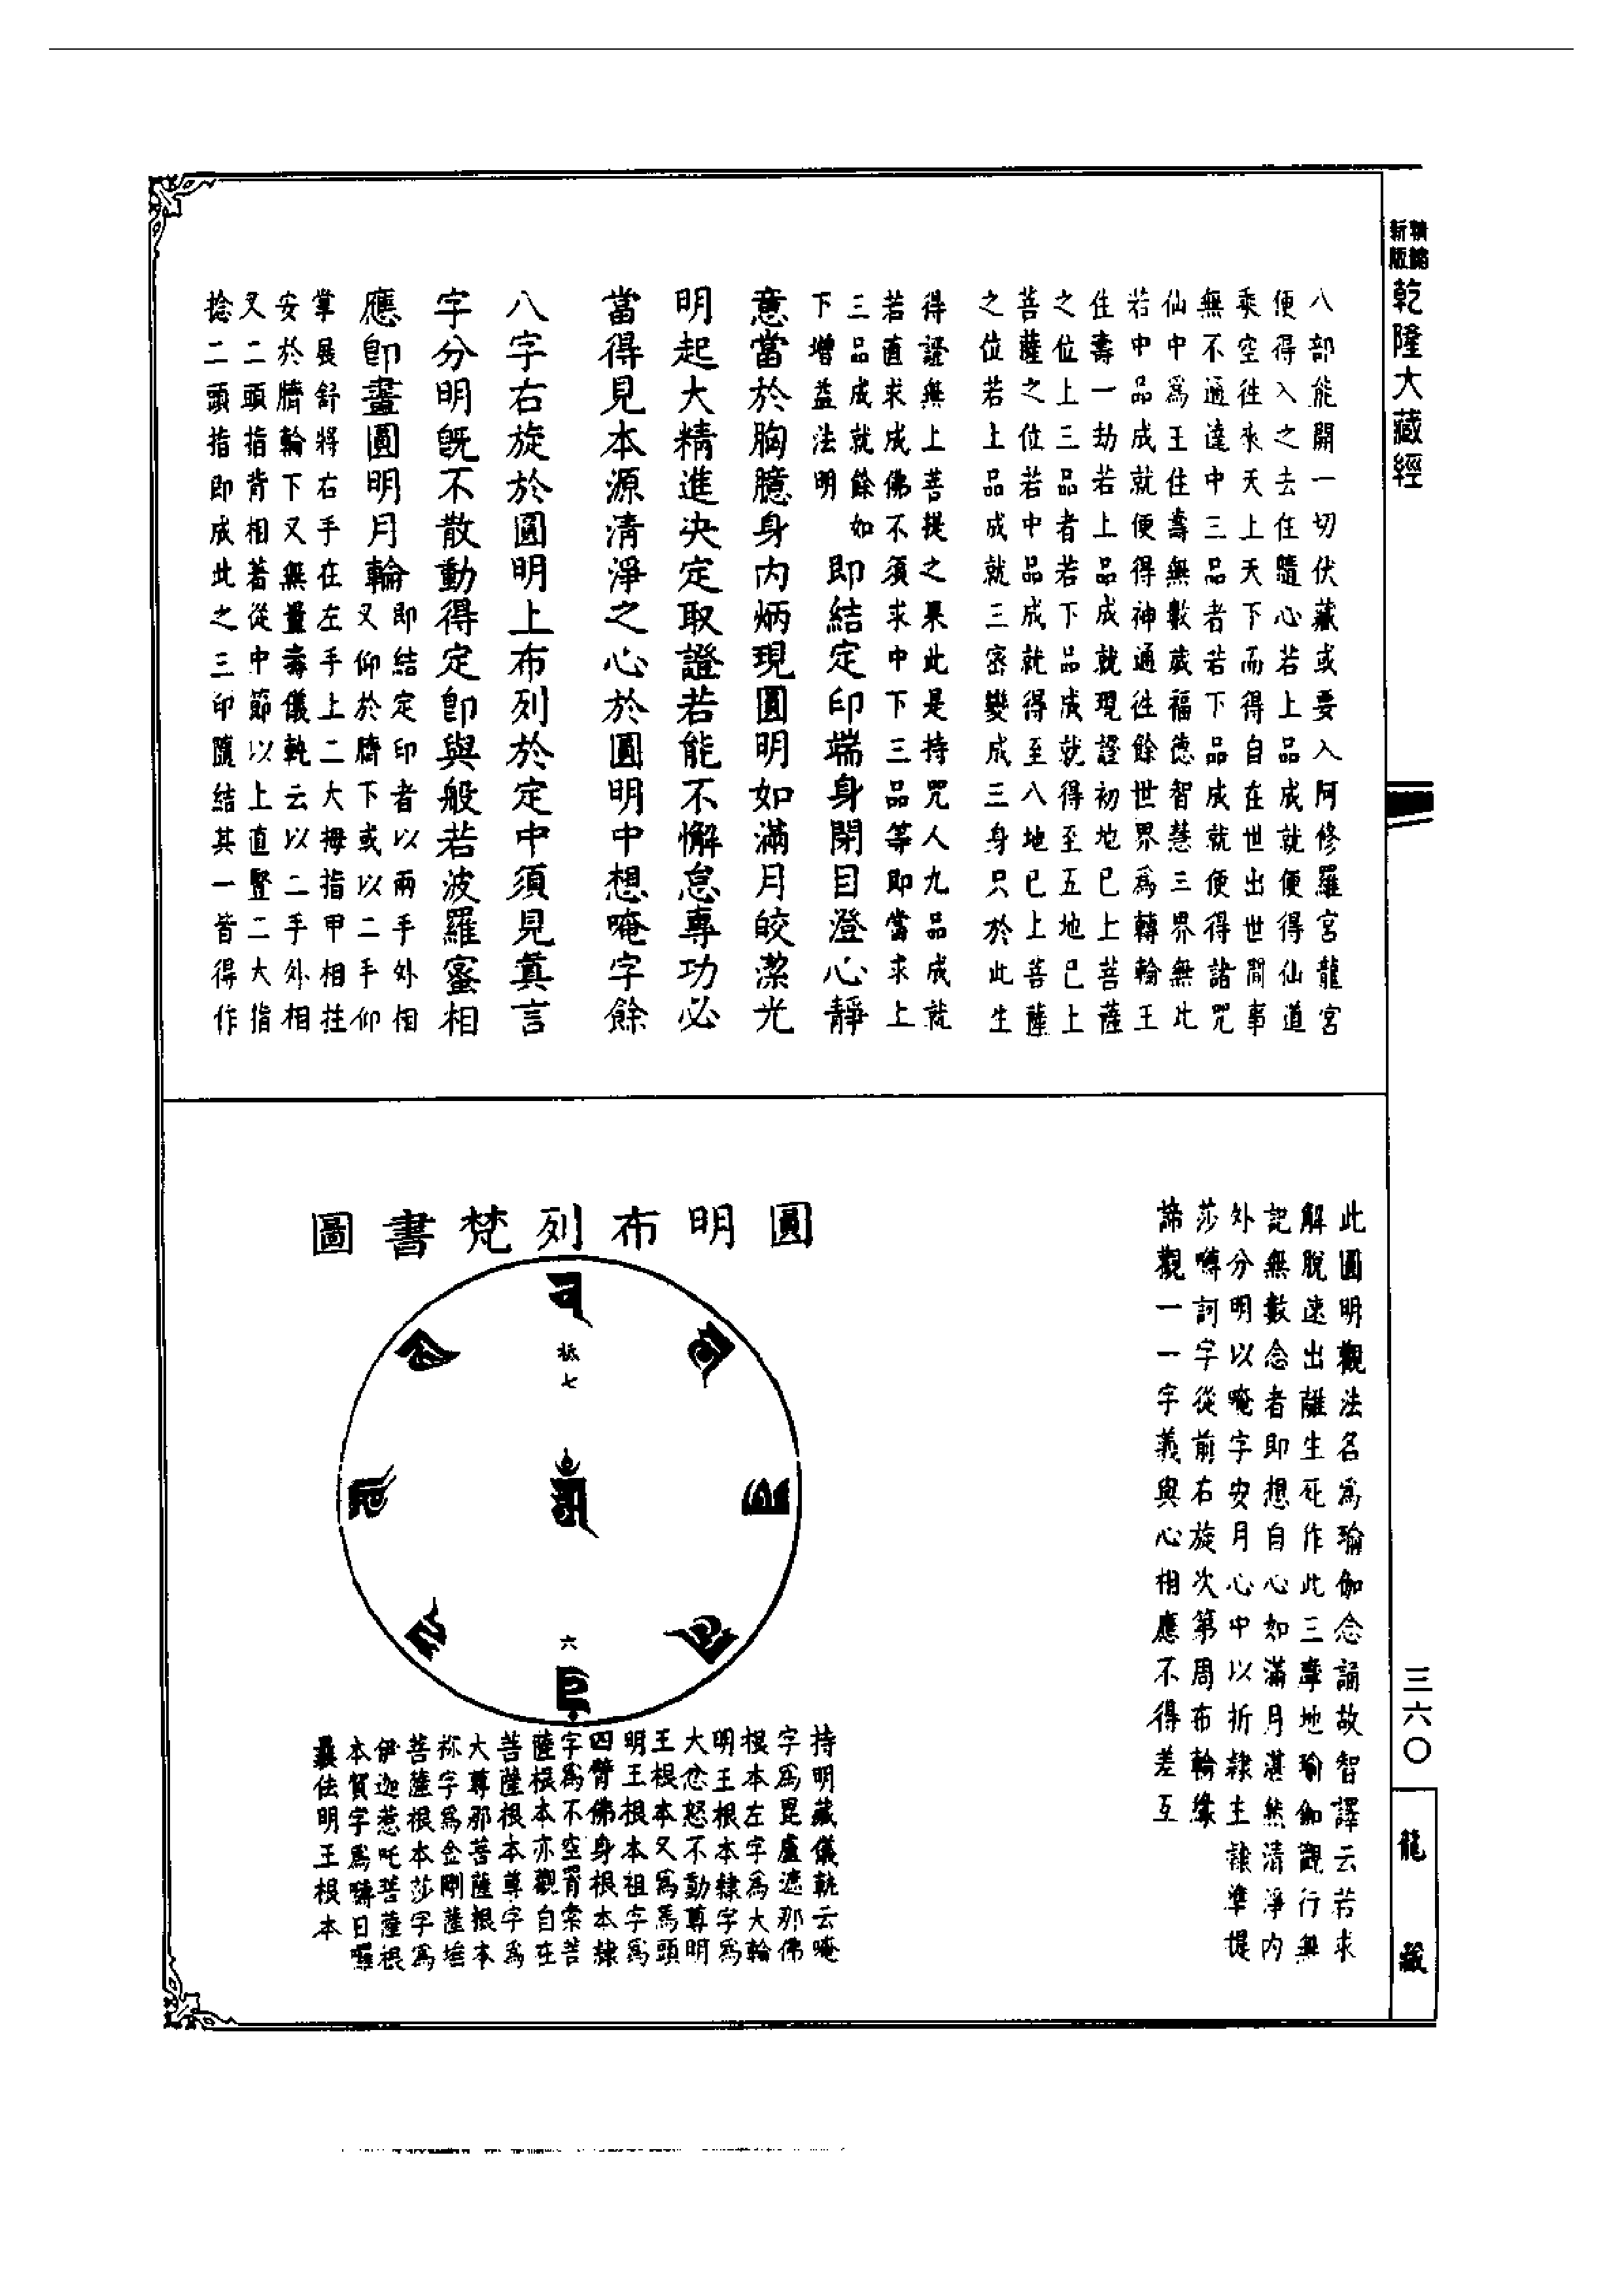 新版精縮
乾隆大藏經
八部能開一切伏藏或要入阿修羅宮龍宮
便得入之去住隨心若上品成就便得仙道
乘空往來天上天下而得自在世出世間事
無不通達中三品者若下品成就便得諸咒
仙中為王住壽無數歲福德智慧三界無比
若中品成就便得神通往餘世界為轉輪王
住壽一劫若上品成就現證初地已上菩薩
之位上三品者若下品成就得至五地已上
菩薩之位若中品成就得至八地已上菩薩
之位若上品成就三密變成三身只於此生
得證無上菩提之果此是持咒人九品成就
若直求成佛不須求中下三品等即當求上
三品成就餘如
下增益法明
即結定印端身閉目澄心靜
意當於胸臆身内炳現圓明如滿月皎潔光
明起大精進決定取證若能不懈怠專功必
當得見本源清淨之心於圓明中想唵字餘
八字右旋於圓明上布列於定中須見真言
字分明既不散動得定即與般若波羅蜜相
應即畫圓明月輪
即結定印者以兩手外相
叉仰於臍下或以二手仰
掌展舒將右手在左手上二大拇指甲相拄
安於臍輪下又無量壽儀軌云以二手外相
叉二頭指背相著從中節以上直豎二大指
捻二頭指即成此之三印隨結其一皆得作
此圓明觀法名為瑜伽念誦故智譯云若求
解脫速出離生死作此三摩地瑜伽觀行無
記無數念者即想自心如滿月湛然清淨内
外分明以唵字安月心中以折隸主隸準提
莎嚩訶字從前右旋次第周布輪緣
諦觀一一字義與心相應不得差互
圓明布列梵書圖
祇七
六
持明藏儀軌云唵
字為毘盧遮那佛
根本左字為大輪
明王根本隸字為
大忿怒不動尊明
王根本又為馬頭
明王根本祖字為
四臂佛身根本隸
字為不空罥索菩
薩根本亦觀自在
菩薩根本尊字為
大尊那菩薩根本
祢字為金剛薩埵
菩薩根本莎字為
伊迦惹吒菩薩根
本賀字為嚩日囉
曩佉明王根本
三六〇
龍藏